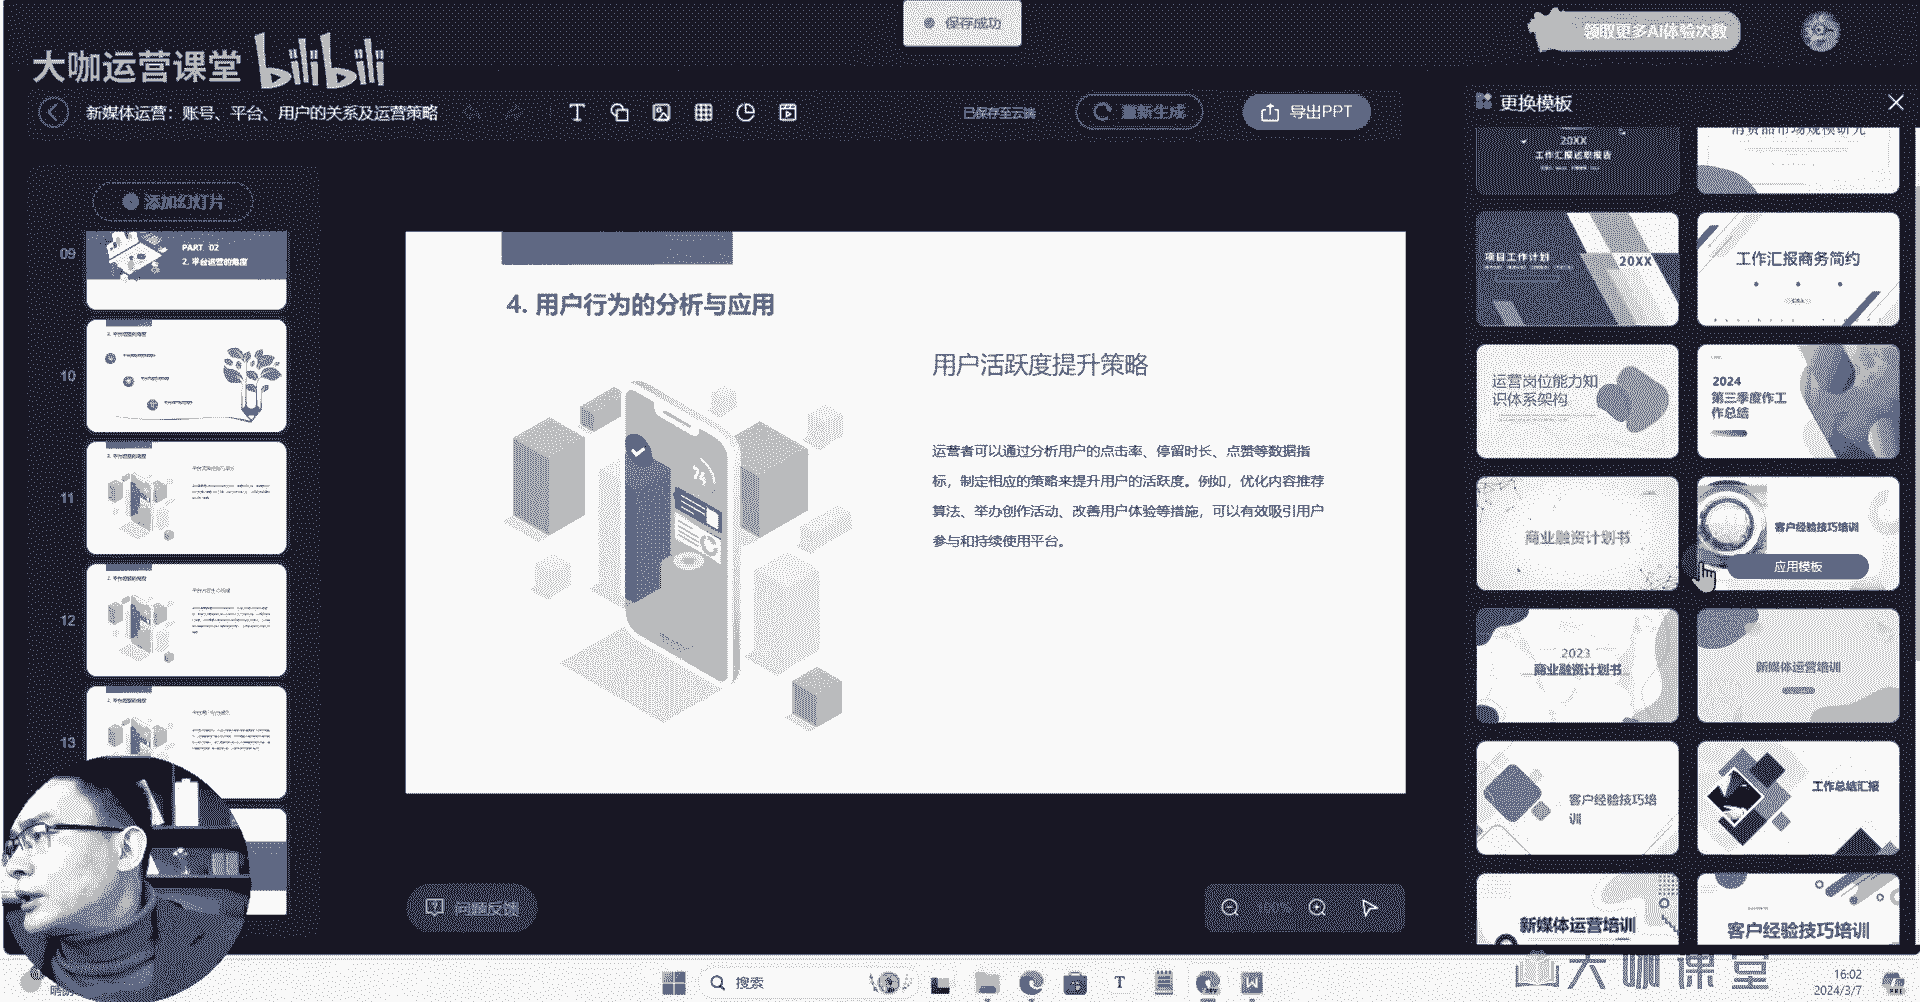 保存成功
领取更多AI体验次数
大咖运营课堂 bilibili
新媒体运营：账号、平台、用户的关系及运营策略
已保存至云端
重新生成
导出PPT
更换模板
添加幻灯片
09
PART 02
2. 平台运营的角度
10
11
12
13
4. 用户行为的分析与应用
用户活跃度提升策略
运营者可以通过分析用户的点击率、停留时长、点赞等数据指
标，制定相应的策略来提升用户的活跃度。例如，优化内容推荐
算法、举办创作活动、改善用户体验等措施，可以有效吸引用户
参与和持续使用平台。
20XX
工作汇报述职报告
消费品市场规模研究
项目工作计划
20XX
工作汇报商务简约
运营岗位能力知
识体系架构
2024
第三季度作工
作总结
商业融资计划书
客户经验技巧培训
应用模板
2023
商业融资计划书
新媒体运营培训
客户经验技巧培
训
工作总结汇报
新媒体运营培训
客户经验技巧培训
问题反馈
100%
搜索
大咖课堂
16:02
2024/3/7